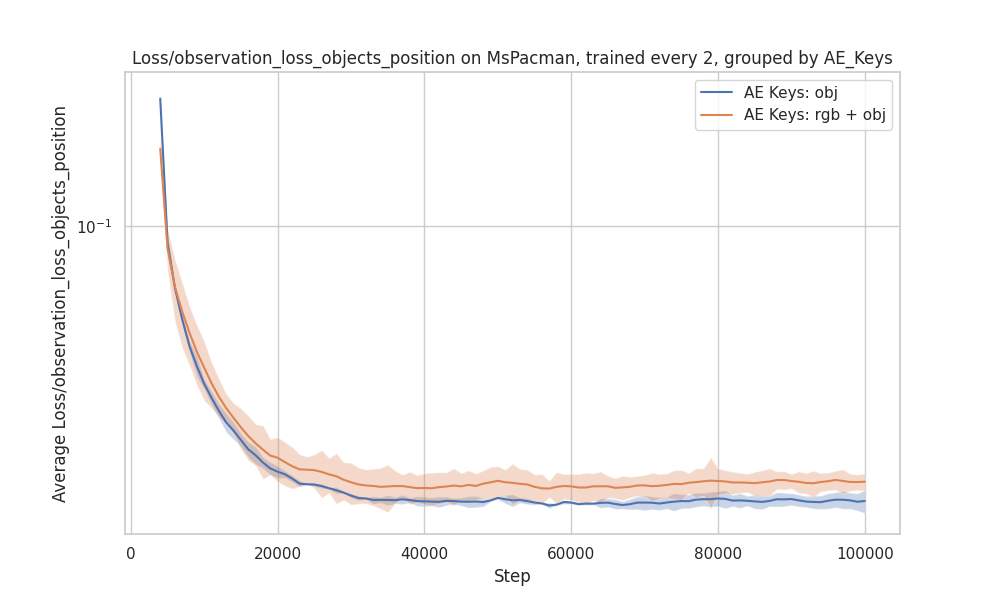 Loss/observation_loss_objects_position on MsPacman, trained every 2, grouped by AE_Keys
AE Keys: obj
AE Keys: rgb + obj
Average Loss/observation_loss_objects_position
10⁻¹
0
20000
40000
60000
80000
100000
Step